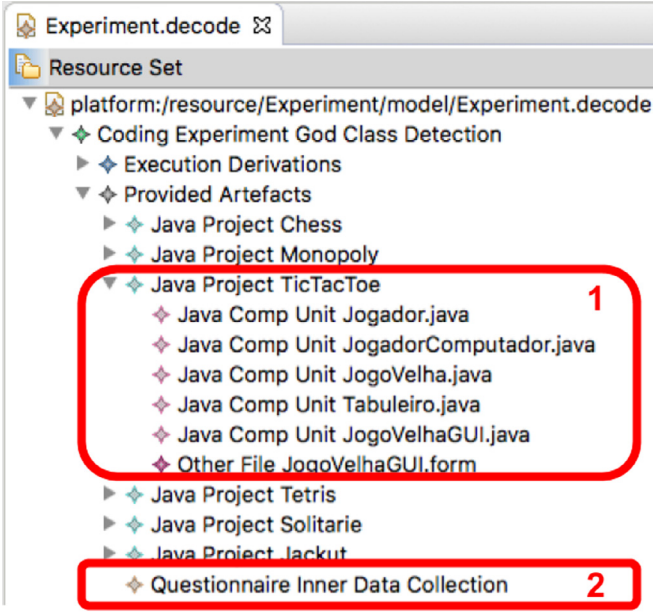 Experiment.decode
Resource Set
platform:/resource/Experiment/model/Experiment.decode
Coding Experiment God Class Detection
Execution Derivations
Provided Artefacts
Java Project Chess
Java Project Monopoly
Java Project TicTacToe
1
Java Comp Unit Jogador.java
Java Comp Unit JogadorComputador.java
Java Comp Unit JogoVelha.java
Java Comp Unit Tabuleiro.java
Java Comp Unit JogoVelhaGUI.java
Other File JogoVelhaGUI.form
Java Project Tetris
Java Project Solitarie
Java Project Jackut
Questionnaire Inner Data Collection 2